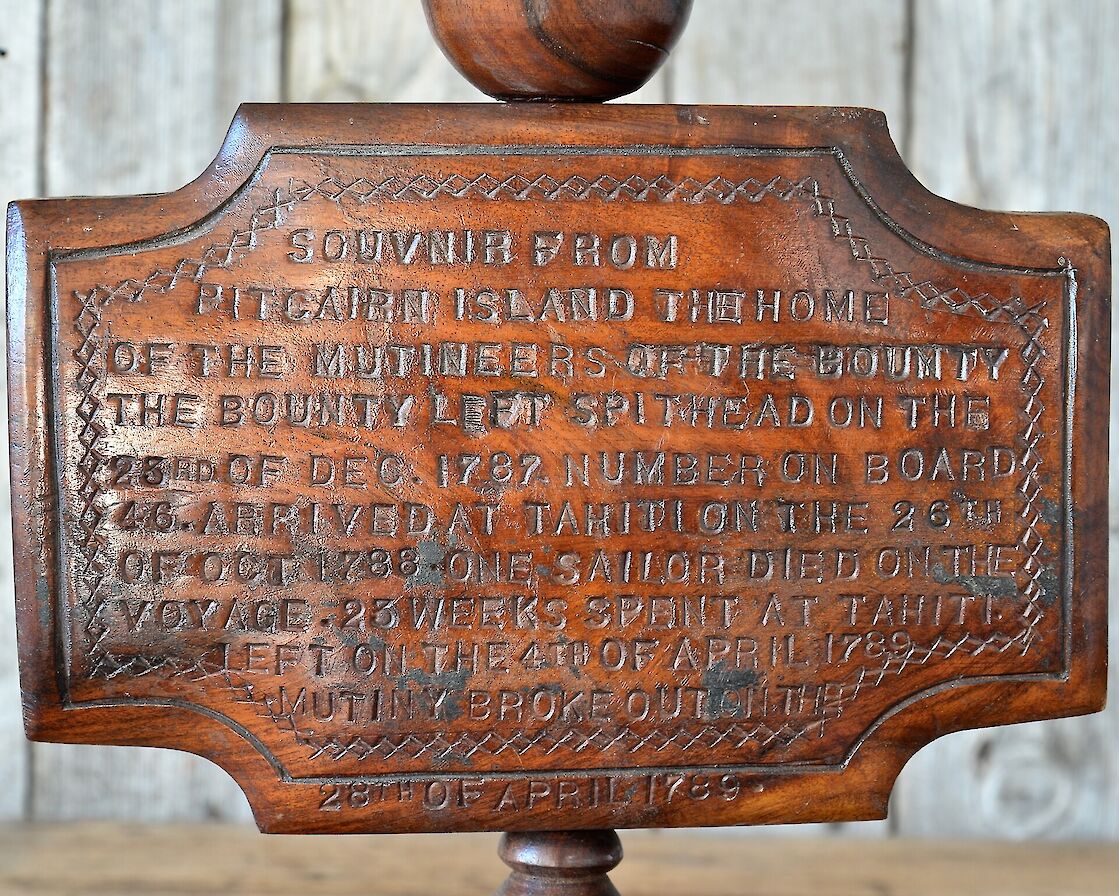 SOUVNIR FROM
PITCAIRN ISLAND THE HOME
OF THE MUTINEERS OF THE BOUNTY
THE BOUNTY LEFT SPITHEAD ON THE
23RD OF DEC. 1787. NUMBER ON BOARD
46. ARRIVED AT TAHITI ON THE 26TH
OF OCT 1788. ONE SAILOR DIED ON THE
VOYAGE. 23 WEEKS SPENT AT TAHITI.
LEFT ON THE 4TH OF APRIL 1789
MUTINY BROKE OUT ON THE
28TH OF APRIL 1789.